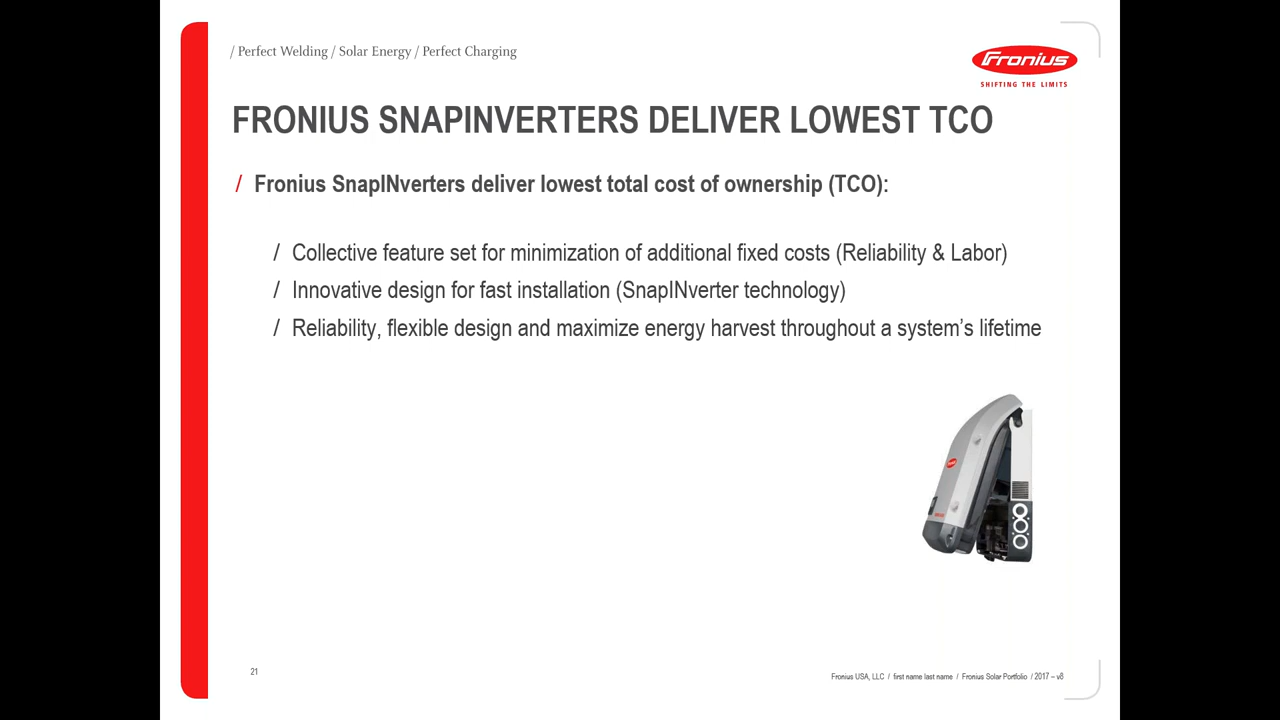 / Perfect Welding / Solar Energy / Perfect Charging
Fronius
SHIFTING THE LIMITS
FRONIUS SNAPINVERTERS DELIVER LOWEST TCO
/ Fronius SnapINverters deliver lowest total cost of ownership (TCO):
/ Collective feature set for minimization of additional fixed costs (Reliability & Labor)
/ Innovative design for fast installation (SnapINverter technology)
/ Reliability, flexible design and maximize energy harvest throughout a system's lifetime
21
Fronius USA, LLC / first name last name / Fronius Solar Portfolio / 2017 – v8